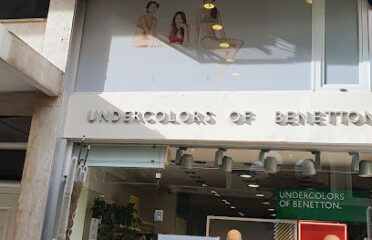 UNDERCOLORS OF BENETTON
UNDERCOLORS
OF BENETTON.